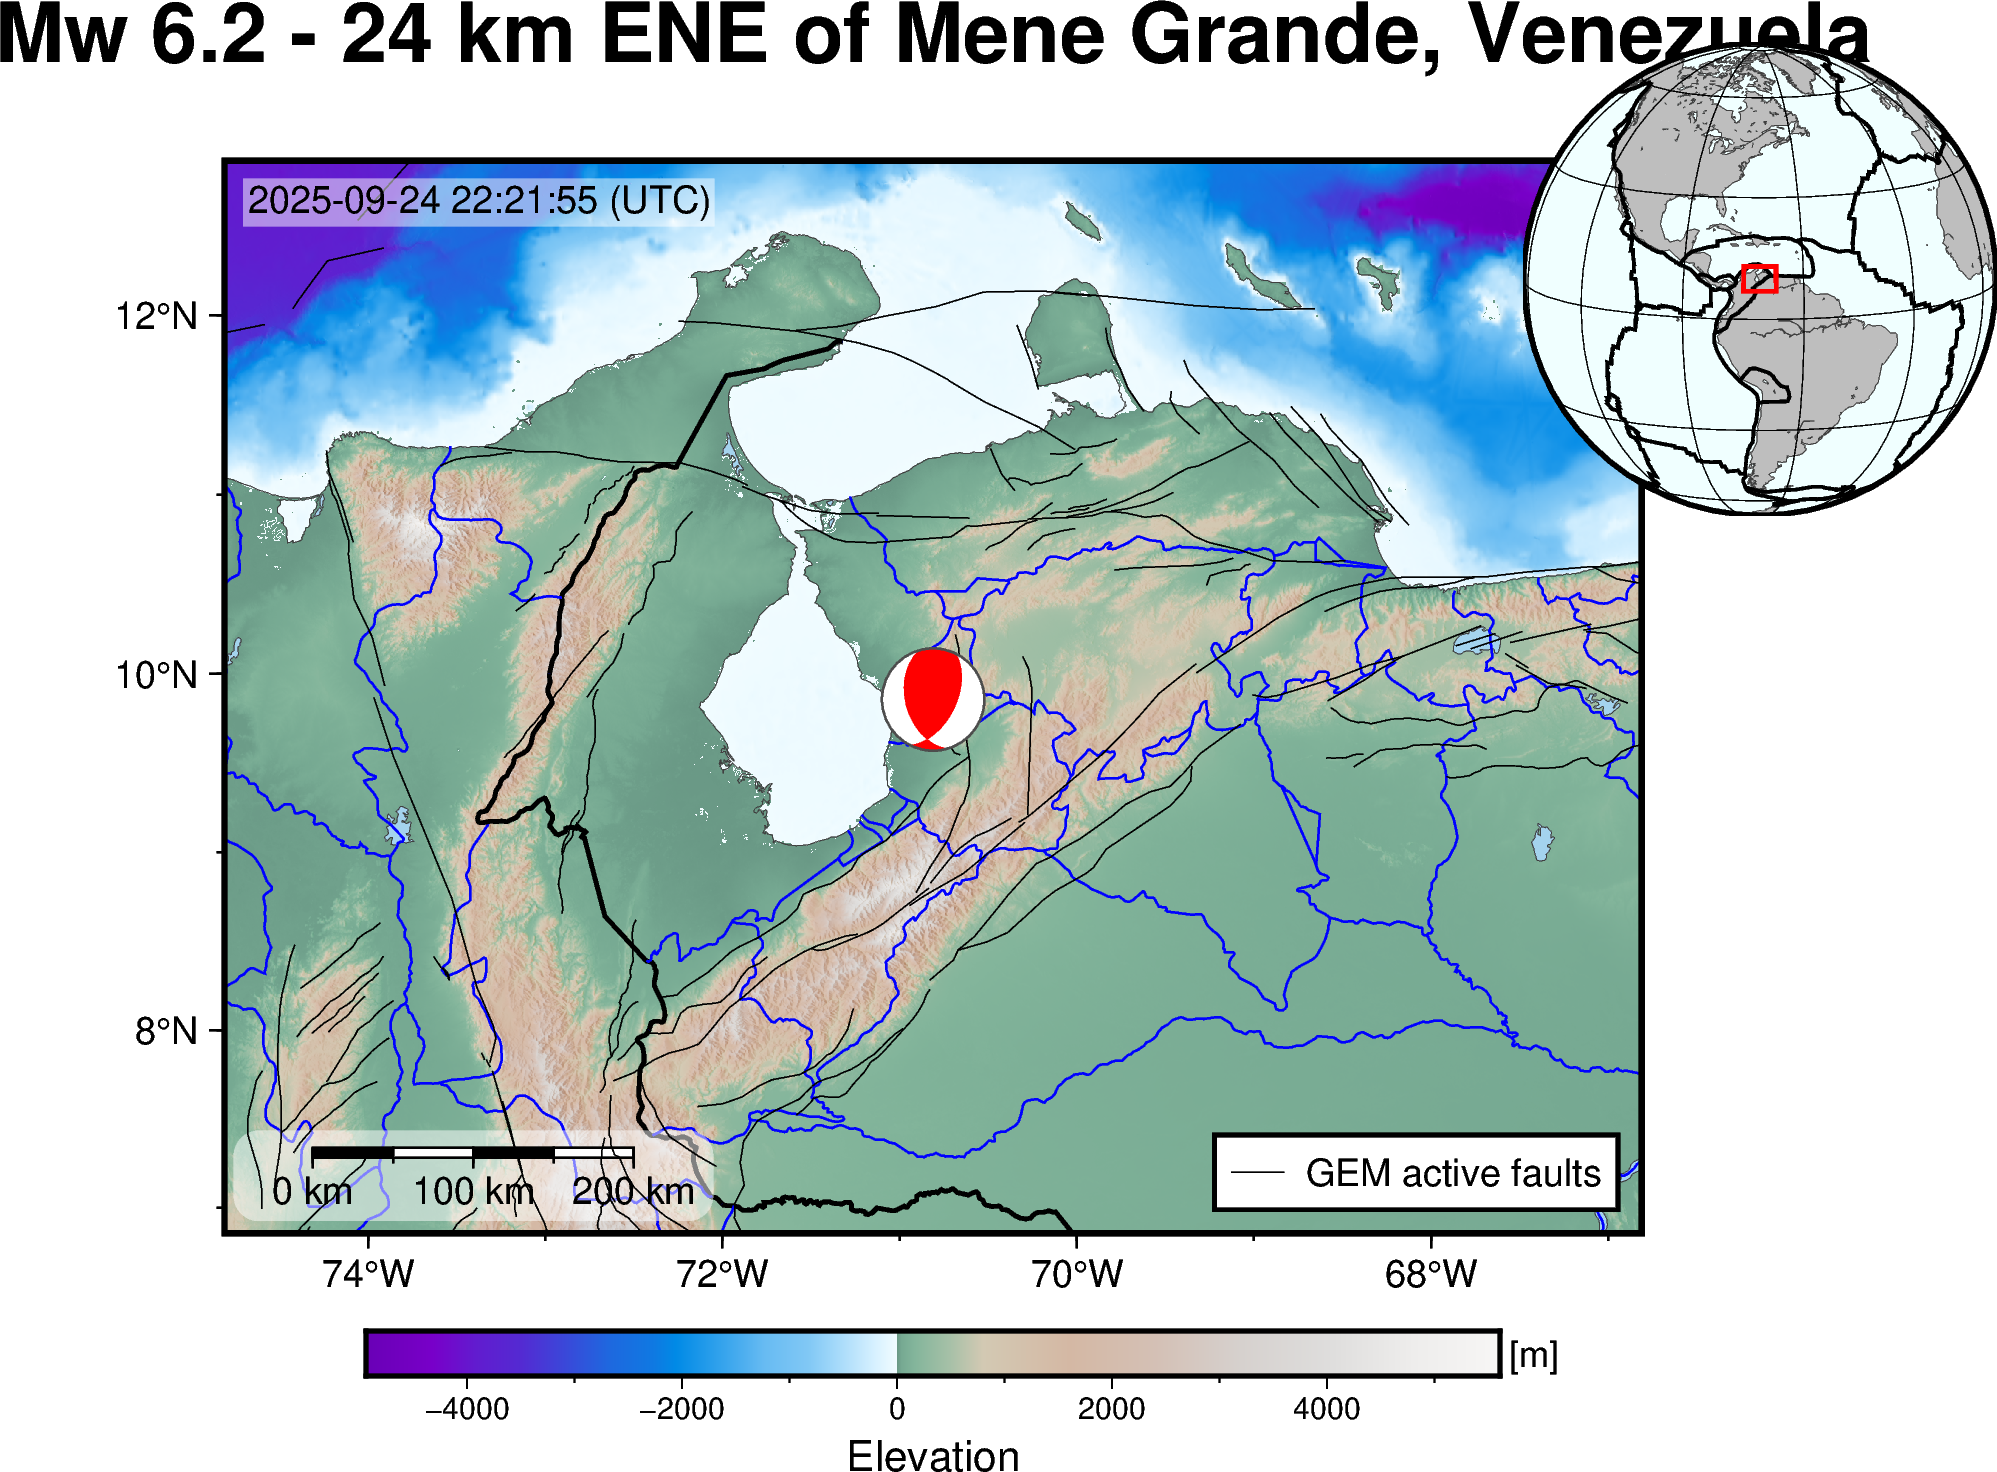 Mw 6.2 - 24 km ENE of Mene Grande, Venezuela
2025-09-24 22:21:55 (UTC)
12°N
10°N
8°N
0 km 100 km 200 km
GEM active faults
74°W 72°W 70°W 68°W
[m]
−4000 −2000 0 2000 4000
Elevation